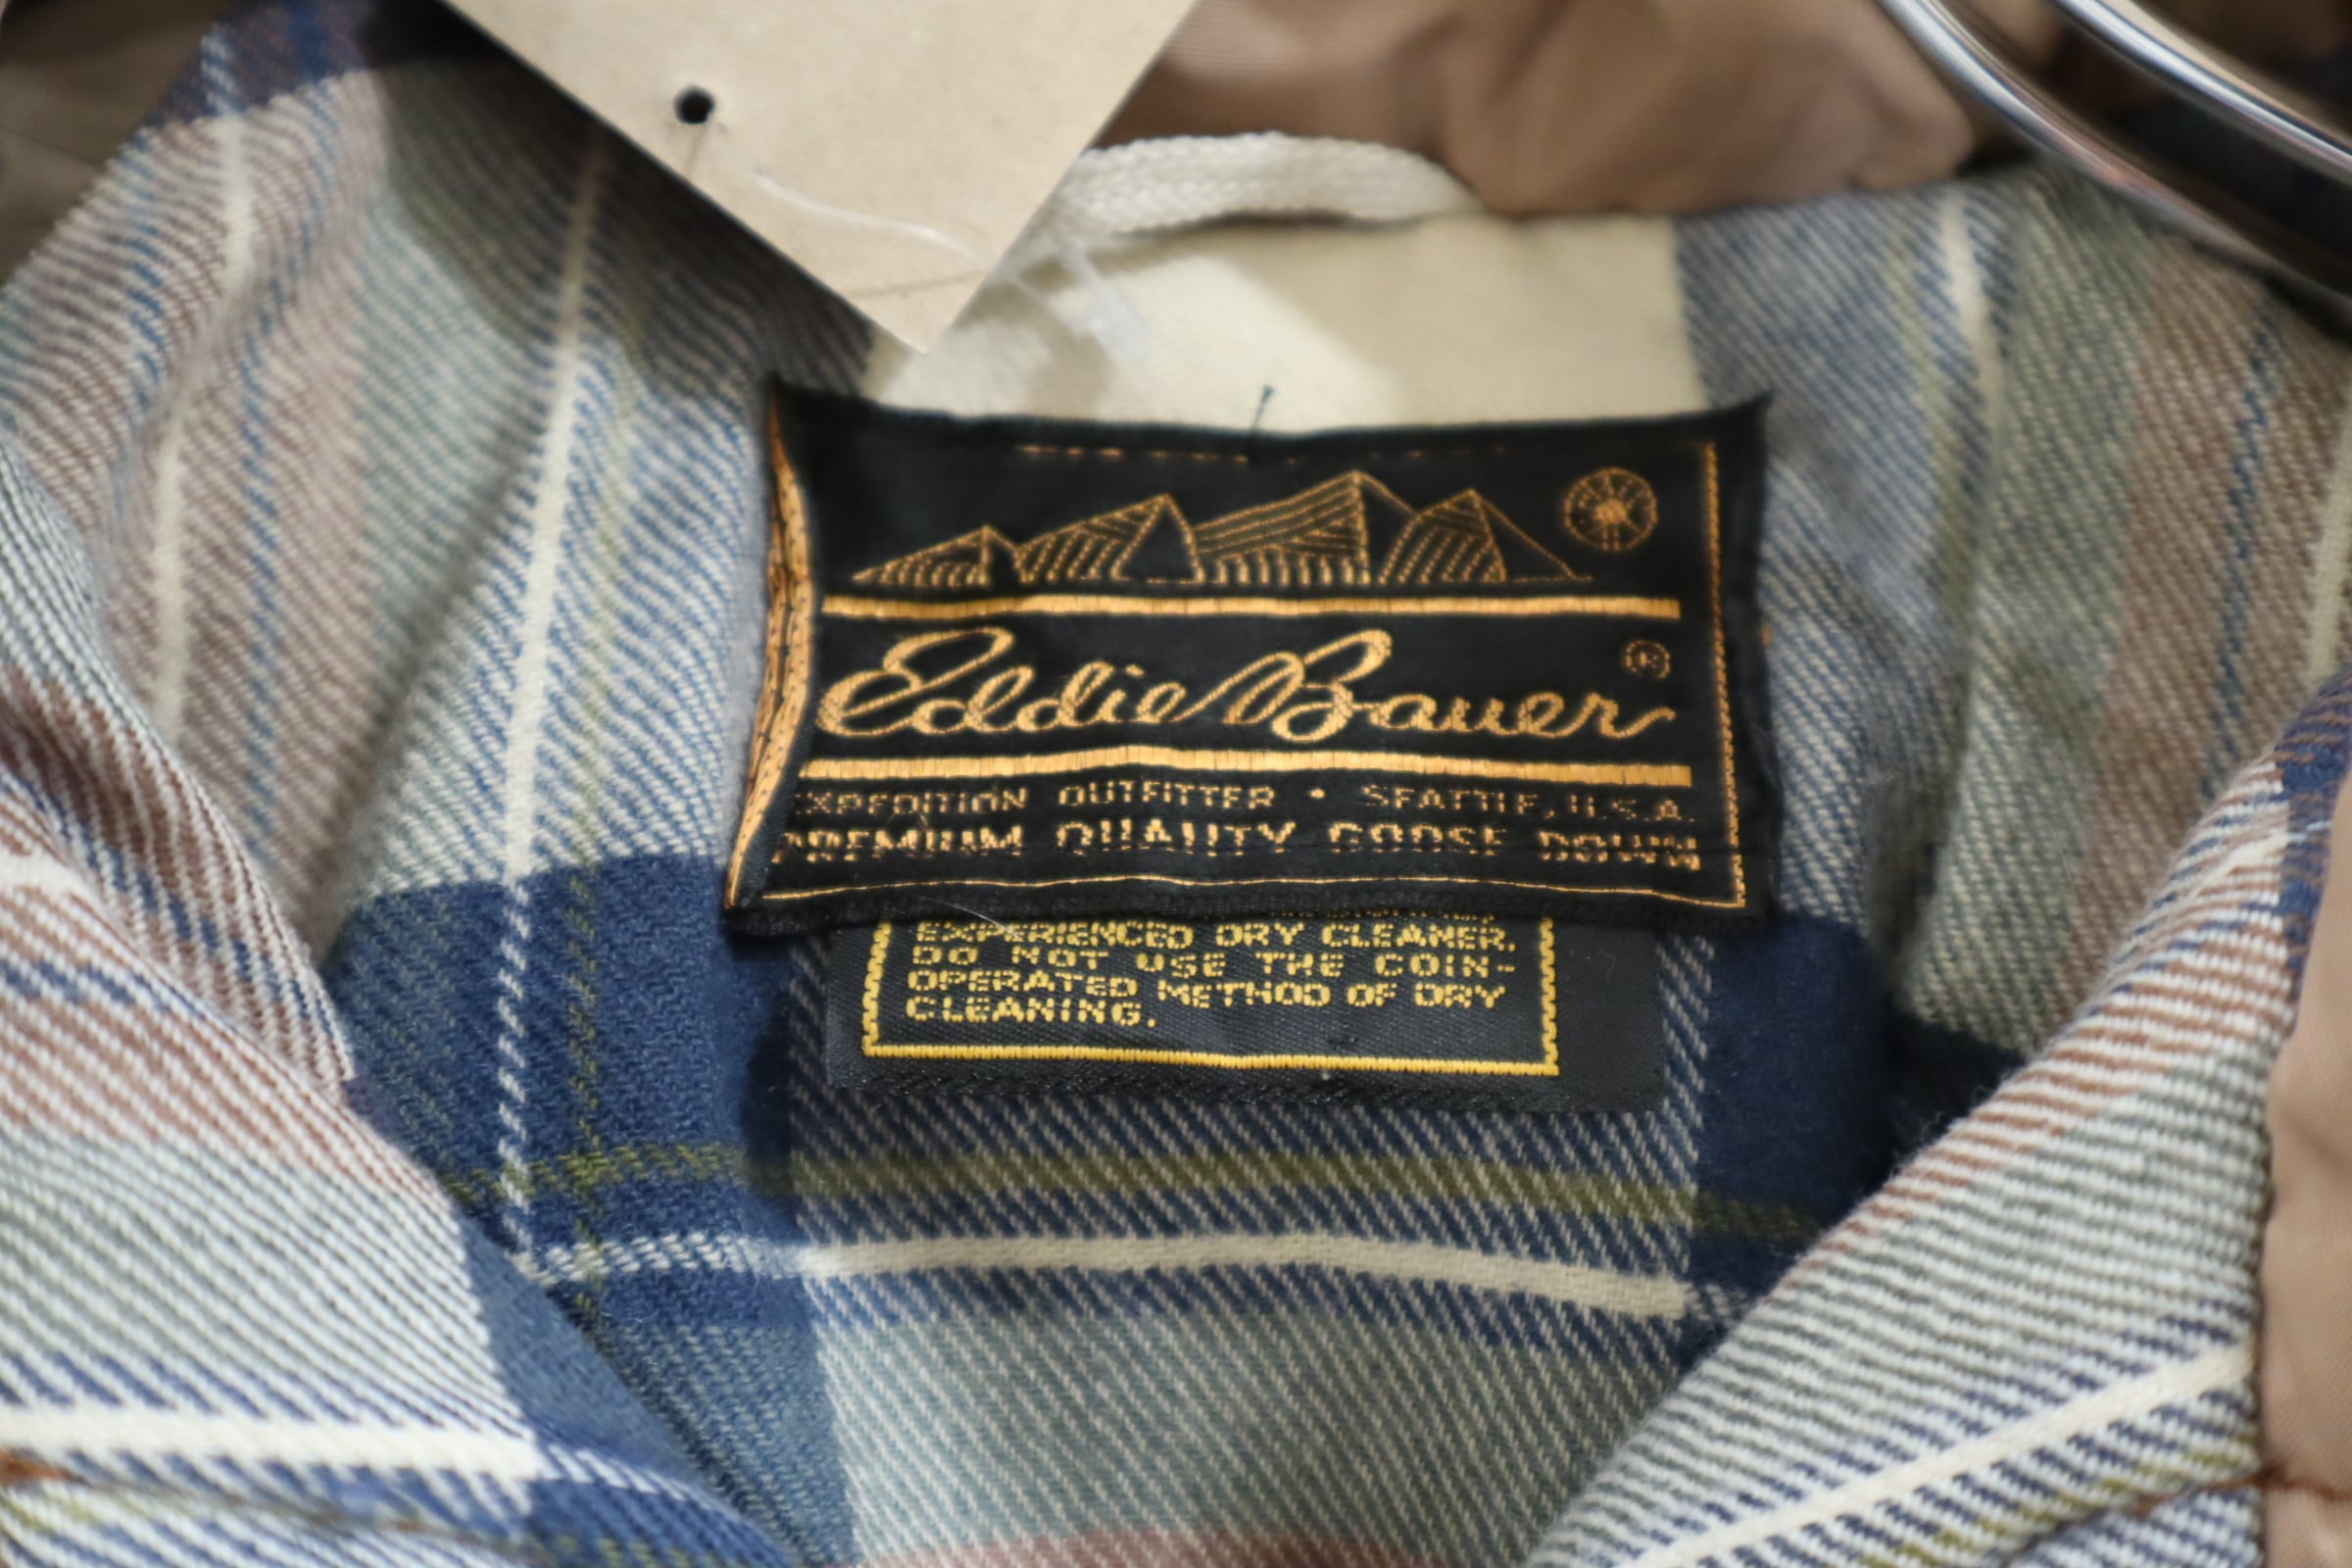 Eddie Bauer ®
EXPEDITION OUTFITTER • SEATTLE, U.S.A.
PREMIUM QUALITY GOOSE DOWN
EXPERIENCED DRY CLEANER.
DO NOT USE THE COIN-
OPERATED METHOD OF DRY
CLEANING.